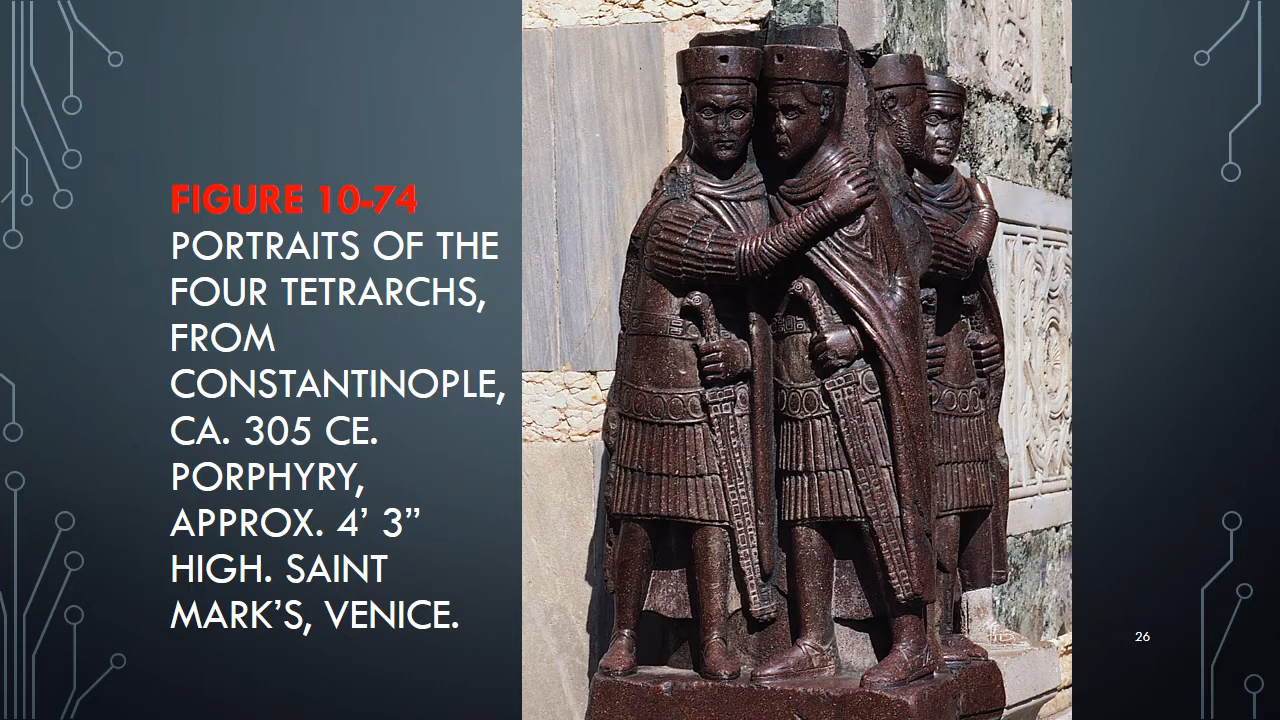 FIGURE 10-74
PORTRAITS OF THE
FOUR TETRARCHS,
FROM
CONSTANTINOPLE,
CA. 305 CE.
PORPHYRY,
APPROX. 4’ 3”
HIGH. SAINT
MARK’S, VENICE.
26